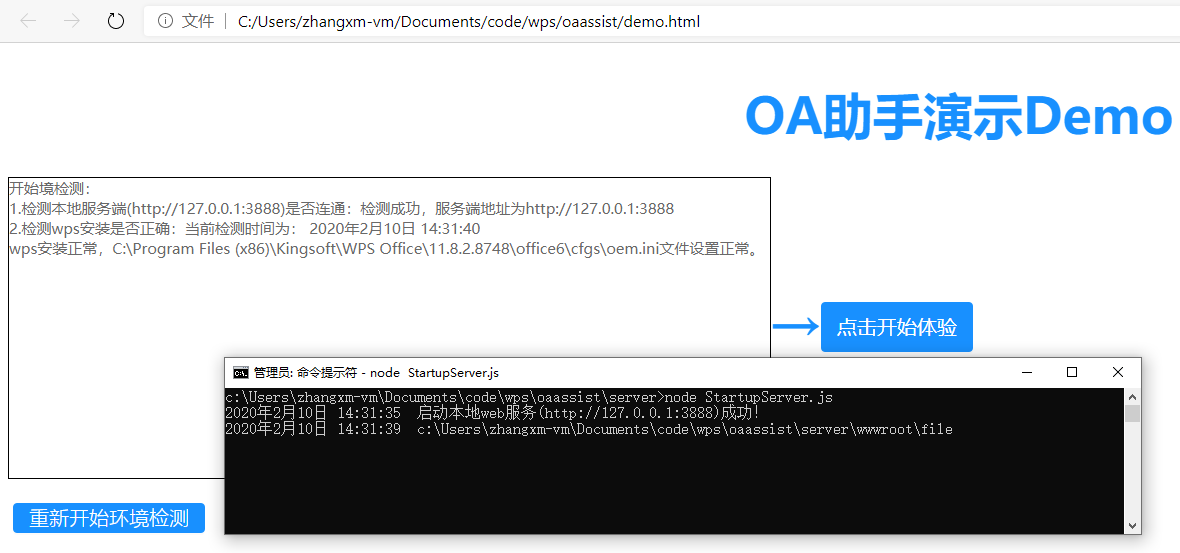 文件 C:/Users/zhangxm-vm/Documents/code/wps/oaassist/demo.html
OA助手演示Demo
开始境检测：
1.检测本地服务端(http://127.0.0.1:3888)是否连通：检测成功，服务端地址为http://127.0.0.1:3888
2.检测wps安装是否正确：当前检测时间为： 2020年2月10日 14:31:40
wps安装正常，C:\Program Files (x86)\Kingsoft\WPS Office\11.8.2.8748\office6\cfgs\oem.ini文件设置正常。
点击开始体验
管理员: 命令提示符 - node StartupServer.js
c:\Users\zhangxm-vm\Documents\code\wps\oaassist\server>node StartupServer.js
2020年2月10日 14:31:35 启动本地web服务(http://127.0.0.1:3888)成功!
2020年2月10日 14:31:39 c:\Users\zhangxm-vm\Documents\code\wps\oaassist\server\wwwroot\file
重新开始环境检测